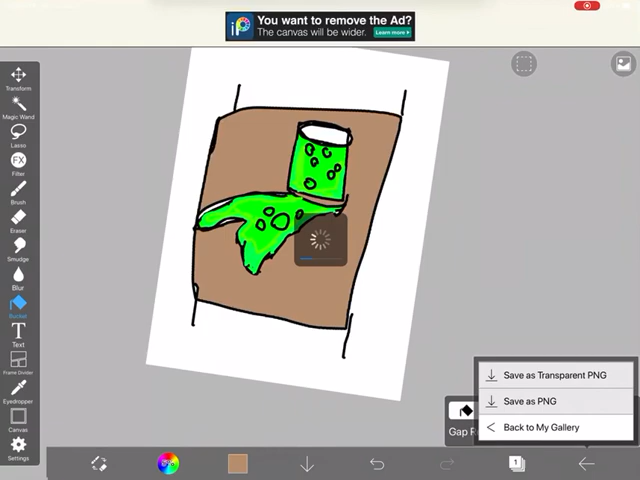 You want to remove the Ad?
The canvas will be wider.
Learn more ▸
iP
Transform
Magic Wand
Lasso
FX
Filter
Brush
Eraser
Smudge
Blur
Bucket
T
Text
Frame Divider
Eyedropper
Canvas
Settings
Save as Transparent PNG
Save as PNG
Back to My Gallery
Gap
1